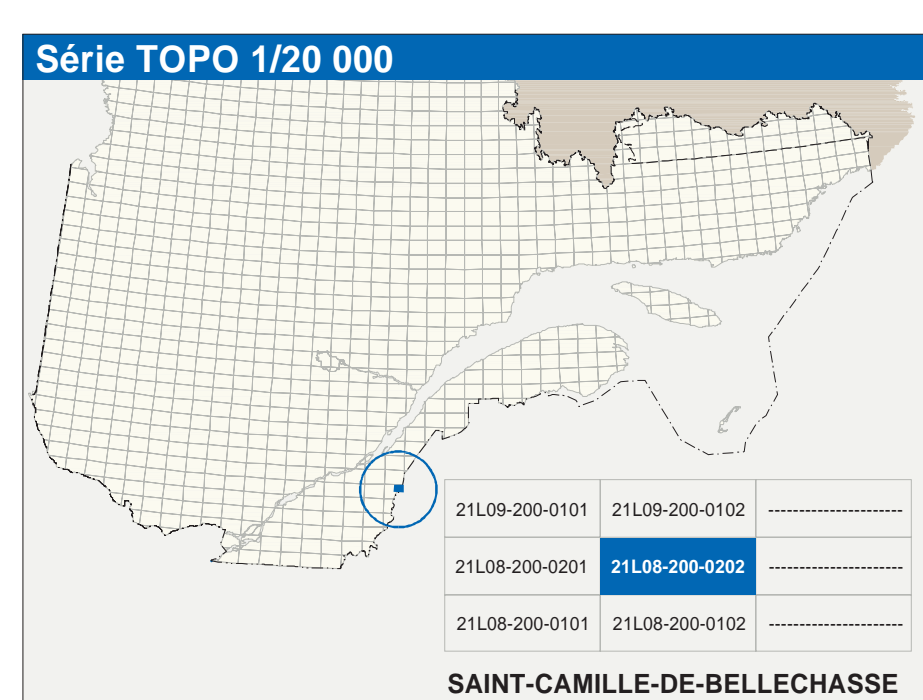 Série TOPO 1/20 000
21L09-200-0101 21L09-200-0102 --------------------
21L08-200-0201 21L08-200-0202 --------------------
21L08-200-0101 21L08-200-0102 --------------------
SAINT-CAMILLE-DE-BELLECHASSE